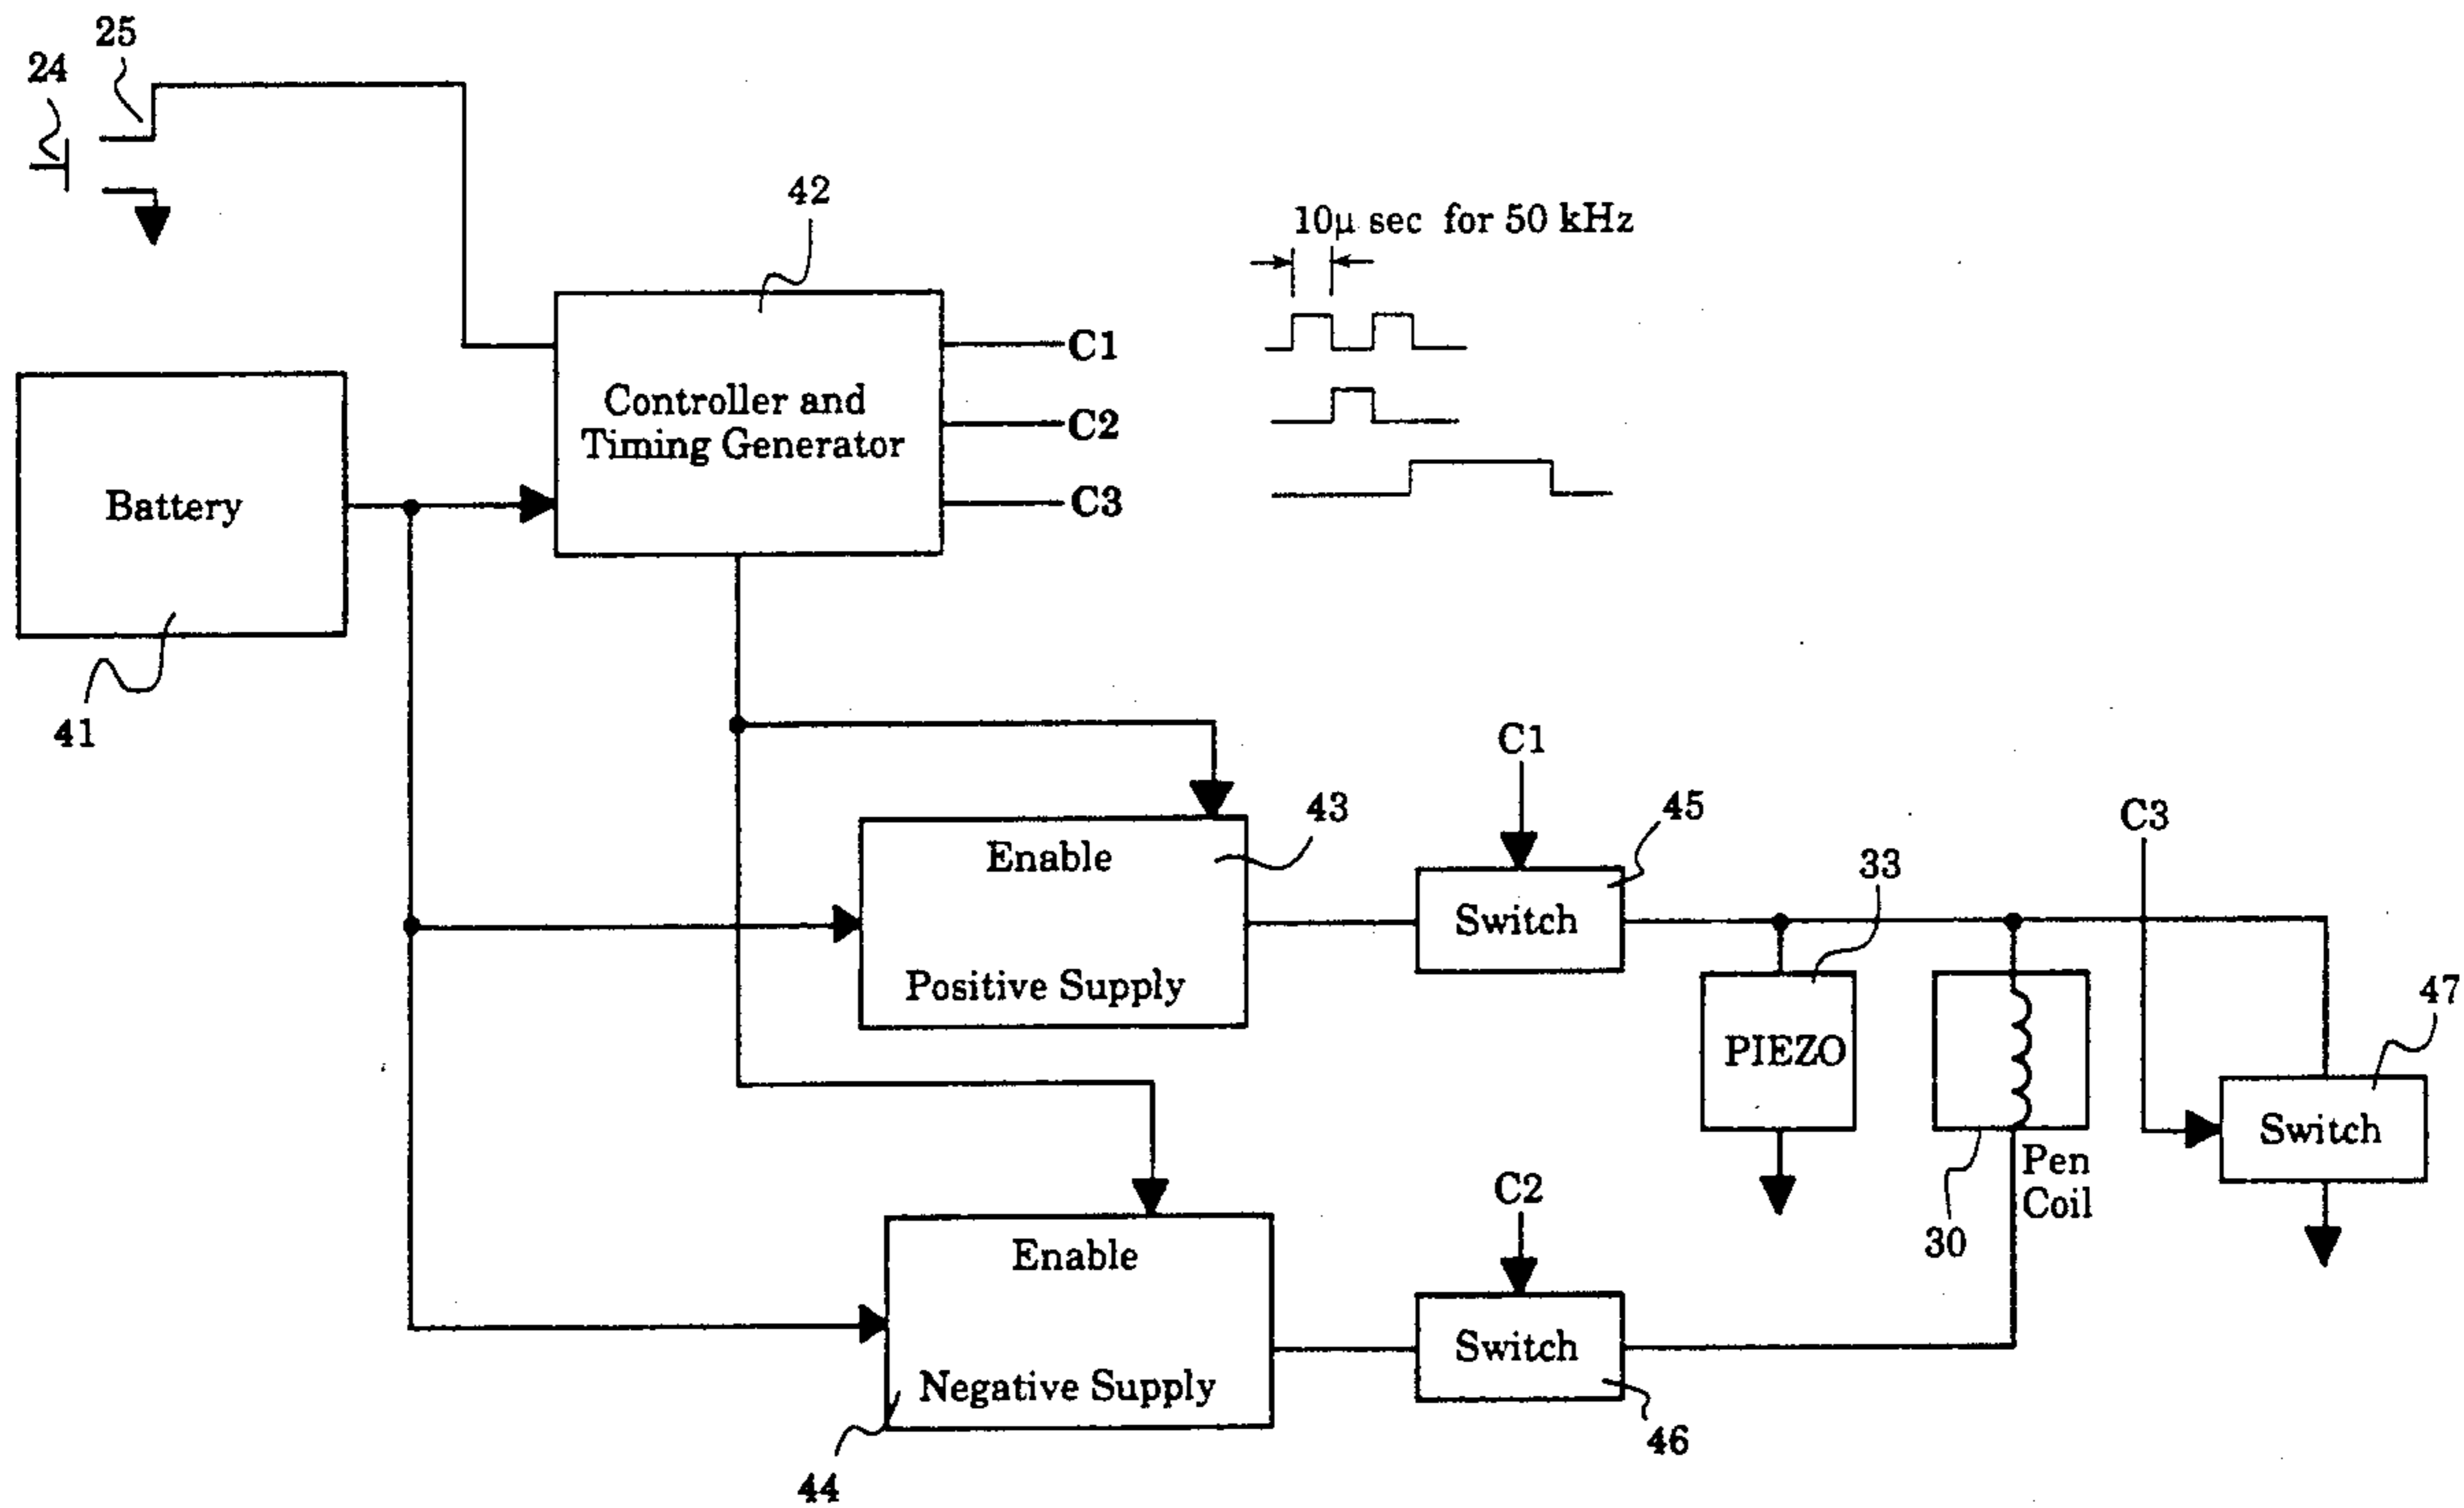 25
24
42
10μ sec for 50 kHz
C1
Controller and
Timing Generator
C2
C3
Battery
41
C1
43
45
C3
33
Enable
Switch
Positive Supply
47
PIEZO
Switch
Pen
Coil
C2
30
Enable
Switch
Negative Supply
46
44